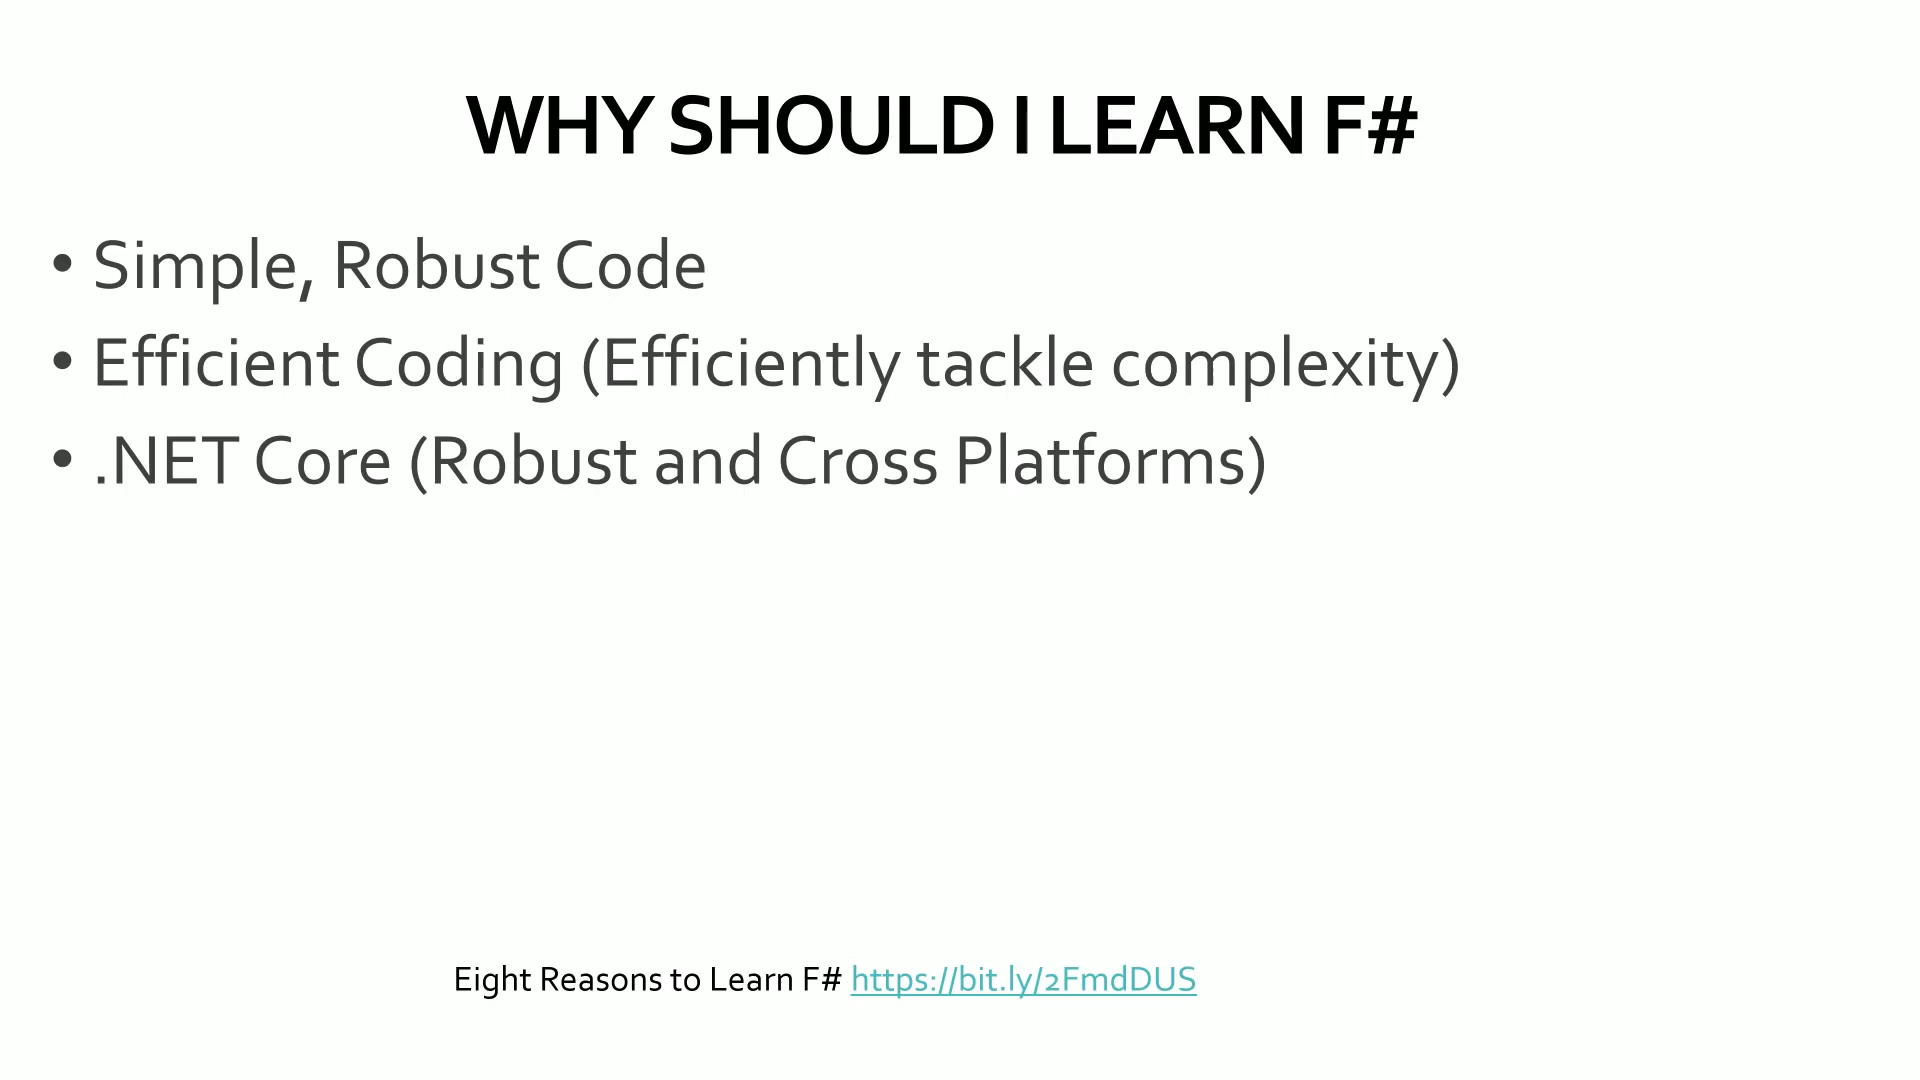 WHY SHOULD I LEARN F#
• Simple, Robust Code
• Efficient Coding (Efficiently tackle complexity)
• .NET Core (Robust and Cross Platforms)
Eight Reasons to Learn F# https://bit.ly/2FmdDUS